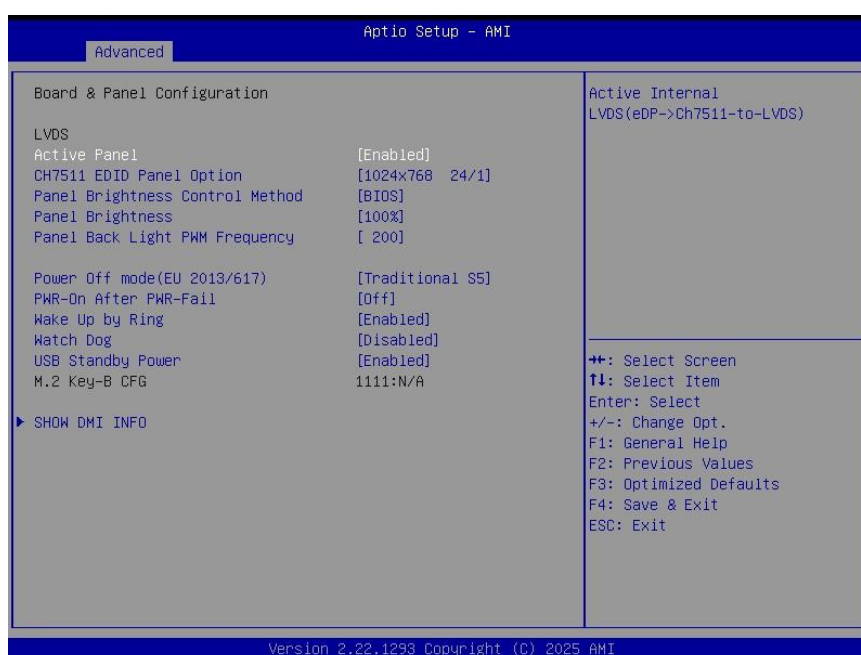 Aptio Setup – AMI
Advanced
Board & Panel Configuration
LVDS
Active Panel [Enabled]
CH7511 EDID Panel Option [1024x768 24/1]
Panel Brightness Control Method [BIOS]
Panel Brightness [100%]
Panel Back Light PWM Frequency [ 200]
Power Off mode(EU 2013/617) [Traditional S5]
PWR-On After PWR-Fail [Off]
Wake Up by Ring [Enabled]
Watch Dog [Disabled]
USB Standby Power [Enabled]
M.2 Key-B CFG 1111:N/A
SHOW DMI INFO
Active Internal
LVDS(eDP->Ch7511-to-LVDS)
→←: Select Screen
↑↓: Select Item
Enter: Select
+/-: Change Opt.
F1: General Help
F2: Previous Values
F3: Optimized Defaults
F4: Save & Exit
ESC: Exit
Version 2.22.1293 Copyright (C) 2025 AMI